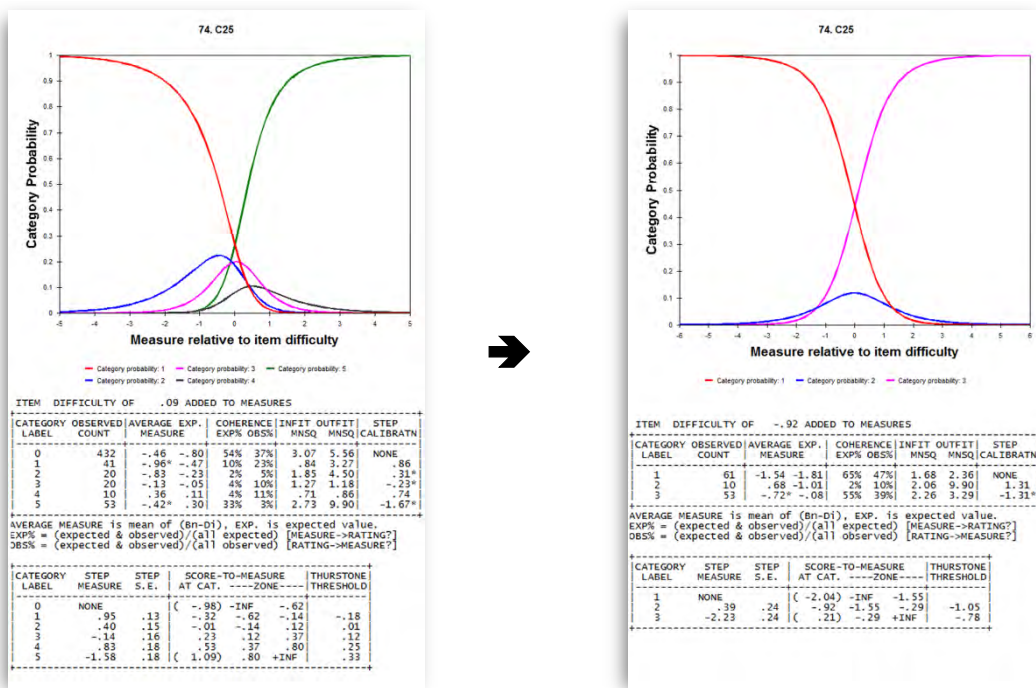 74. C25
1
0.9
0.8
0.7
0.6
0.5
0.4
0.3
0.2
0.1
0
Category Probability
-5 -4 -3 -2 -1 0 1 2 3 4 5
Measure relative to item difficulty
Category probability: 1 Category probability: 3 Category probability: 5
Category probability: 2 Category probability: 4
ITEM DIFFICULTY OF .09 ADDED TO MEASURES
|CATEGORY OBSERVED|AVERAGE EXP.| COHERENCE|INFIT OUTFIT| STEP |
| LABEL COUNT | MEASURE | EXP% OBS%| MNSQ MNSQ|CALIBRATN|
| 0 432 | -.46 -.80| 54% 37%| 3.07 5.56| NONE |
| 1 41 | -.96* -.47| 10% 23%| .84 3.27| .86 |
| 2 20 | -.83 -.23| 2% 5%| 1.85 4.50| .31*|
| 3 20 | -.13 -.05| 4% 10%| 1.27 1.18| -.23*|
| 4 10 | .36 .11| 4% 11%| .71 .86| .74 |
| 5 53 | -.42* .30| 33% 3%| 2.73 9.90| -1.67*|
AVERAGE MEASURE is mean of (Bn-Di), EXP. is expected value.
EXP% = (expected & observed)/(all expected) [MEASURE->RATING?]
OBS% = (expected & observed)/(all observed) [RATING->MEASURE?]
|CATEGORY STEP STEP | SCORE-TO-MEASURE |THURSTONE|
| LABEL MEASURE S.E. | AT CAT. ----ZONE----|THRESHOLD|
| 0 NONE |( -.98) -INF -.62| |
| 1 .95 .13 | -.32 -.62 -.14| -.18 |
| 2 .40 .15 | -.01 -.14 .12| .01 |
| 3 -.14 .16 | .23 .12 .37| .12 |
| 4 .83 .18 | .53 .37 .80| .25 |
| 5 -1.58 .18 |( 1.09) .80 +INF | .33 |
74. C25
1
0.9
0.8
0.7
0.6
0.5
0.4
0.3
0.2
0.1
0
Category Probability
-6 -5 -4 -3 -2 -1 0 1 2 3 4 5 6
Measure relative to item difficulty
Category probability: 1 Category probability: 2 Category probability: 3
ITEM DIFFICULTY OF -.92 ADDED TO MEASURES
|CATEGORY OBSERVED|AVERAGE EXP.| COHERENCE|INFIT OUTFIT| STEP |
| LABEL COUNT | MEASURE | EXP% OBS%| MNSQ MNSQ|CALIBRATN|
| 1 61 | -1.54 -1.81| 65% 47%| 1.68 2.36| NONE |
| 2 10 | .68 -1.01| 2% 10%| 2.06 9.90| 1.31 |
| 3 53 | -.72* -.08| 55% 39%| 2.26 3.29| -1.31*|
AVERAGE MEASURE is mean of (Bn-Di), EXP. is expected value.
EXP% = (expected & observed)/(all expected) [MEASURE->RATING?]
OBS% = (expected & observed)/(all observed) [RATING->MEASURE?]
|CATEGORY STEP STEP | SCORE-TO-MEASURE |THURSTONE|
| LABEL MEASURE S.E. | AT CAT. ----ZONE----|THRESHOLD|
| 1 NONE |( -2.04) -INF -1.55| |
| 2 .39 .24 | -.92 -1.55 -.29| -1.05 |
| 3 -2.23 .24 |( .21) -.29 +INF | -.78 |